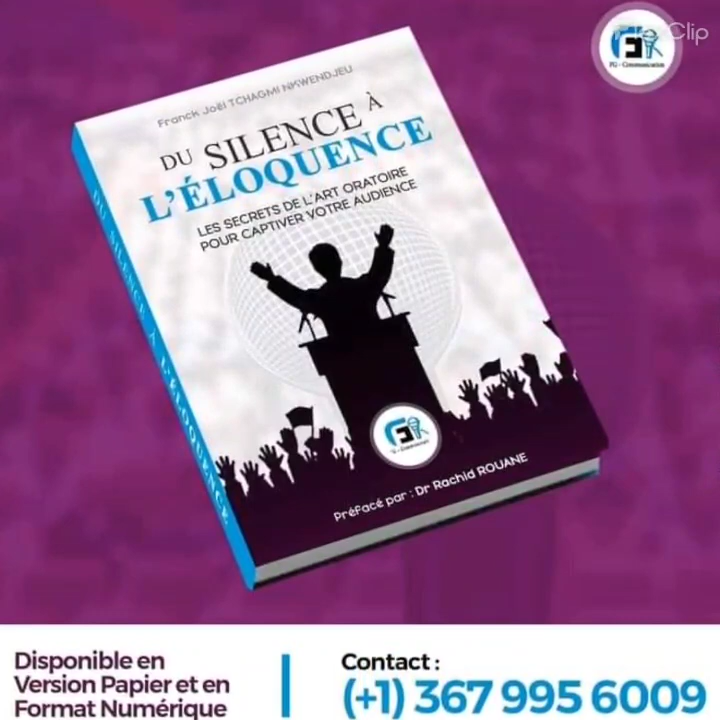 Clip
FG - Communication
Franck Joël TCHAGMI NKWENDJEU
DU SILENCE À
L'ÉLOQUENCE
LES SECRETS DE L'ART ORATOIRE
POUR CAPTIVER VOTRE AUDIENCE
DU SILENCE À L'ÉLOQUENCE
Préfacé par : Dr Rachid ROUANE
Disponible en
Version Papier et en
Format Numérique
Contact :
(+1) 367 995 6009